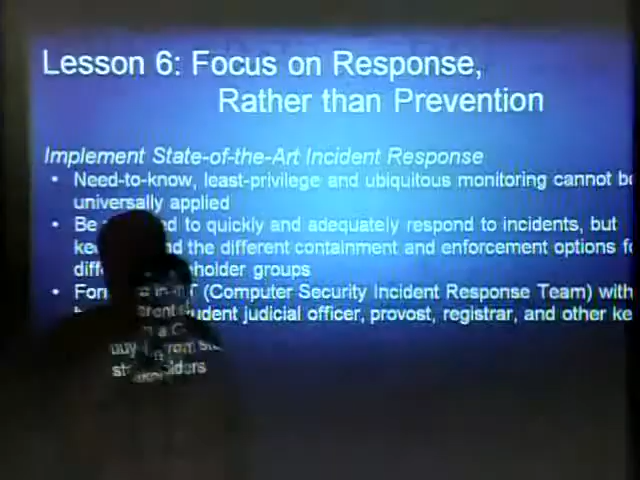 Lesson 6: Focus on Response,
Rather than Prevention
Implement State-of-the-Art Incident Response
• Need-to-know, least-privilege and ubiquitous monitoring cannot
universally applied
• Be to quickly and adequately respond to incidents, but
the different containment and enforcement options
groups
• (Computer Security Incident Response Team) with
judicial officer, provost, registrar, and other